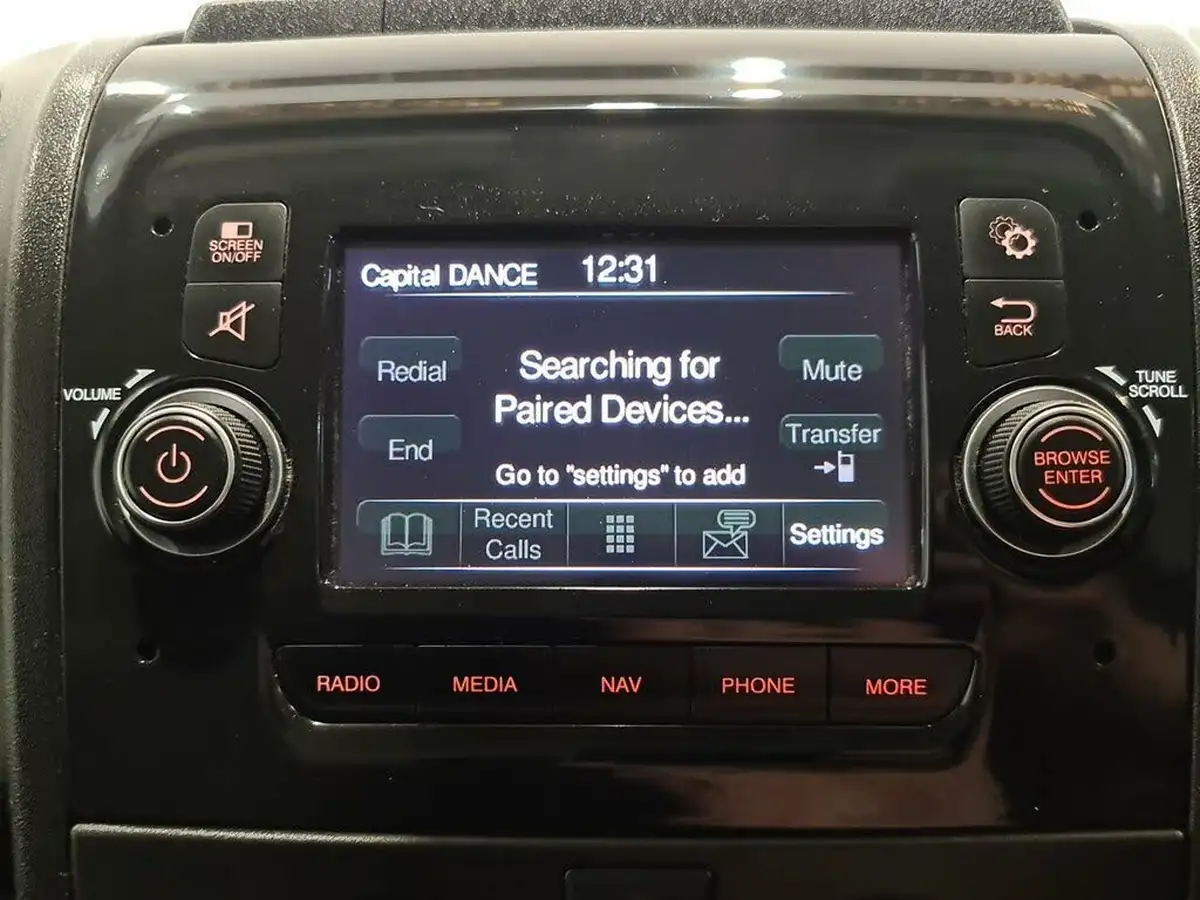 SCREEN
ON/OFF
VOLUME
Capital DANCE 12:31
Redial
End
Searching for
Paired Devices...
Go to "settings" to add
Mute
Transfer
Recent
Calls
Settings
BACK
TUNE
SCROLL
BROWSE
ENTER
RADIO MEDIA NAV PHONE MORE